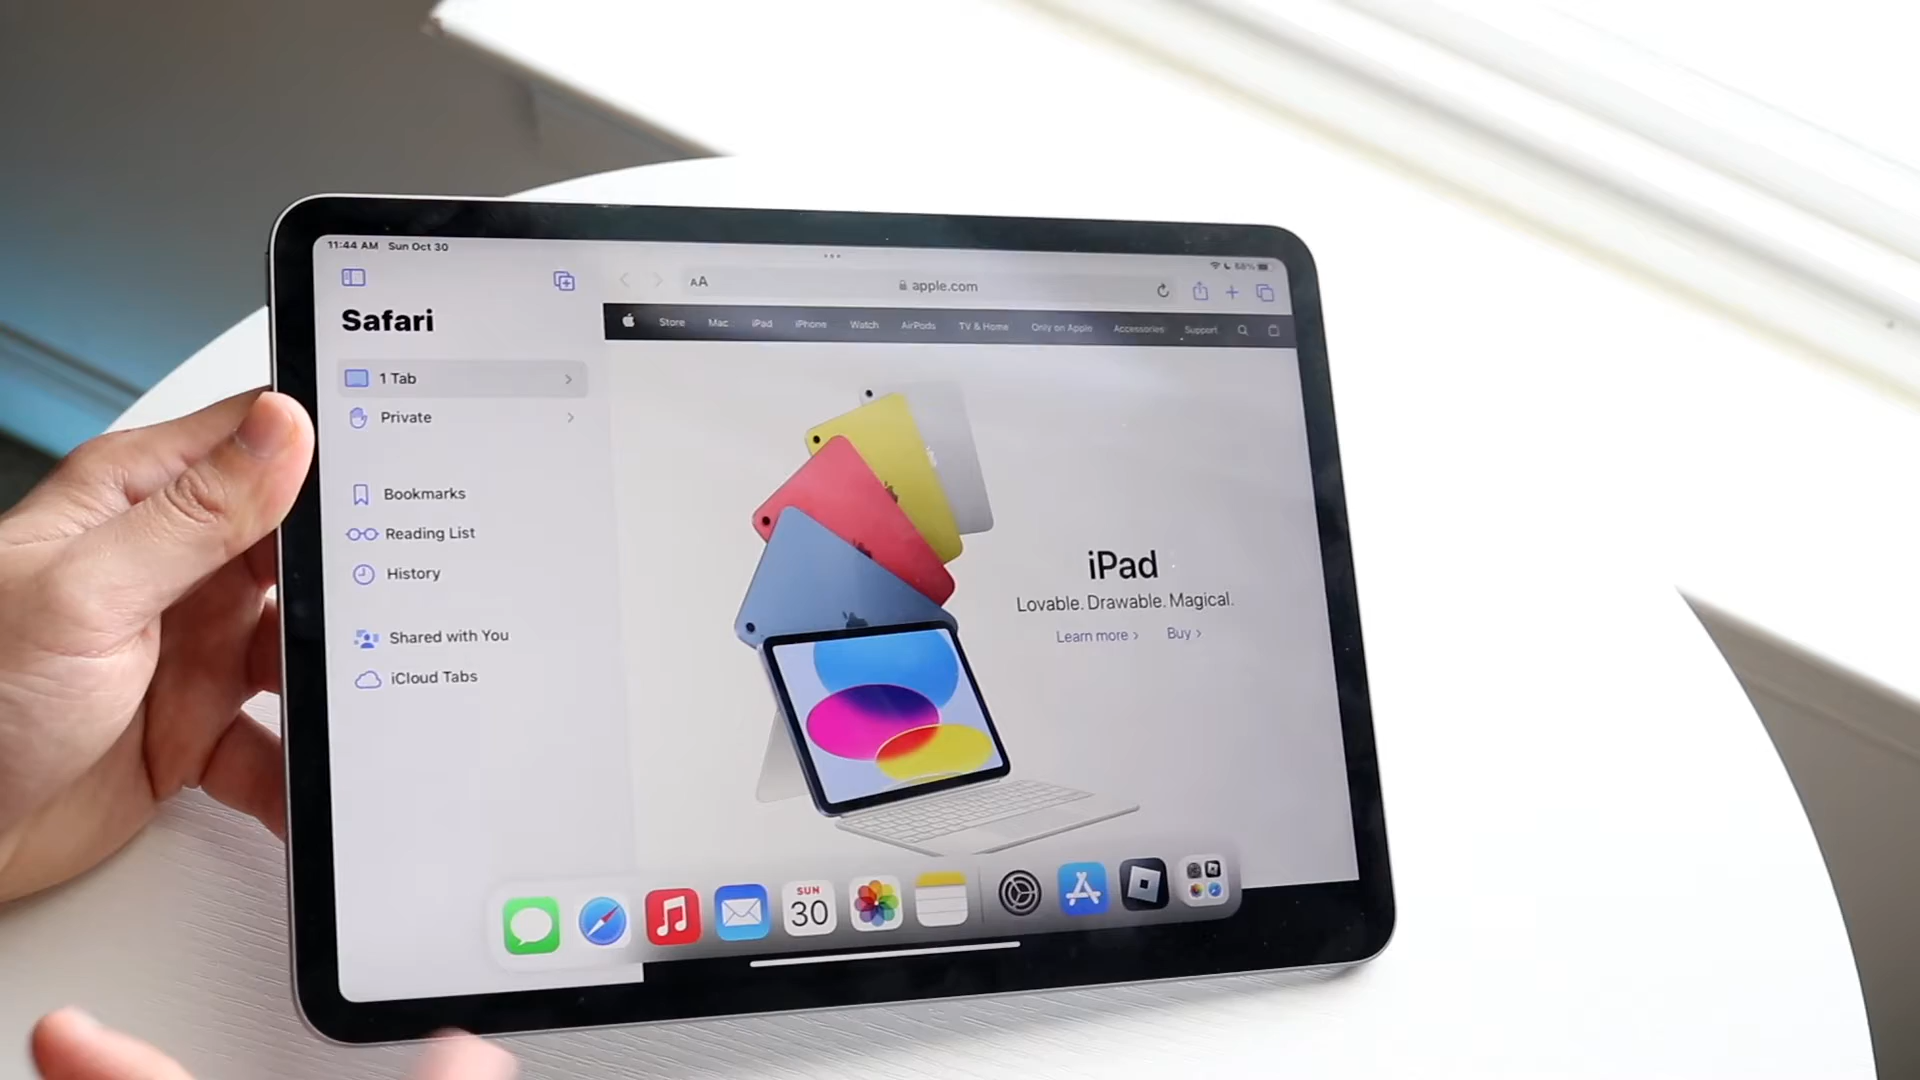 11:44 AM Sun Oct 30
68%
AA
apple.com
Safari
Store Mac iPad iPhone Watch AirPods TV & Home Only on Apple Accessories Support
1 Tab
Private
Bookmarks
Reading List
History
Shared with You
iCloud Tabs
iPad
Lovable. Drawable. Magical.
Learn more > Buy >
SUN
30